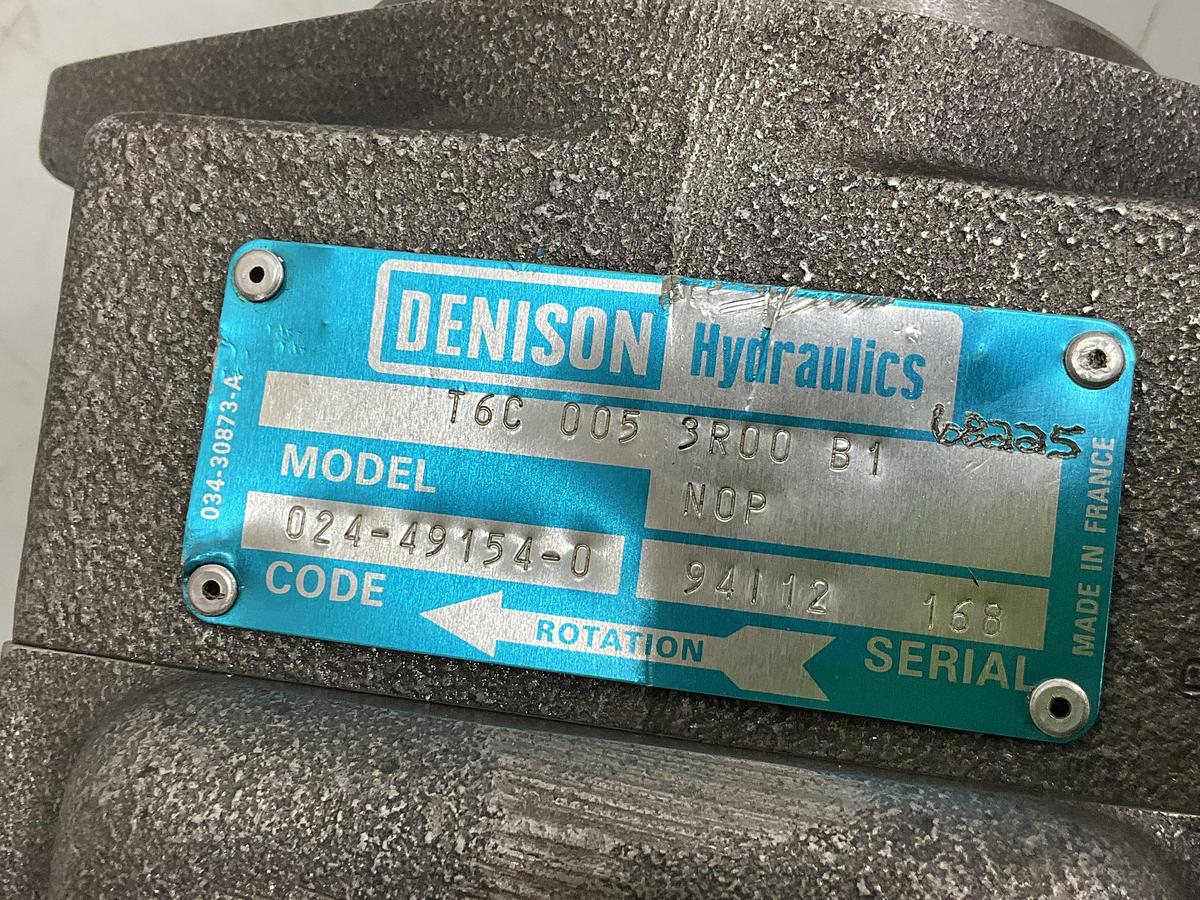 DENISON Hydraulics
T6C 005 3R00 B1 68225
MODEL
NOP
024-49154-0
CODE
94112 168
ROTATION
SERIAL
034-30873-A
MADE IN FRANCE